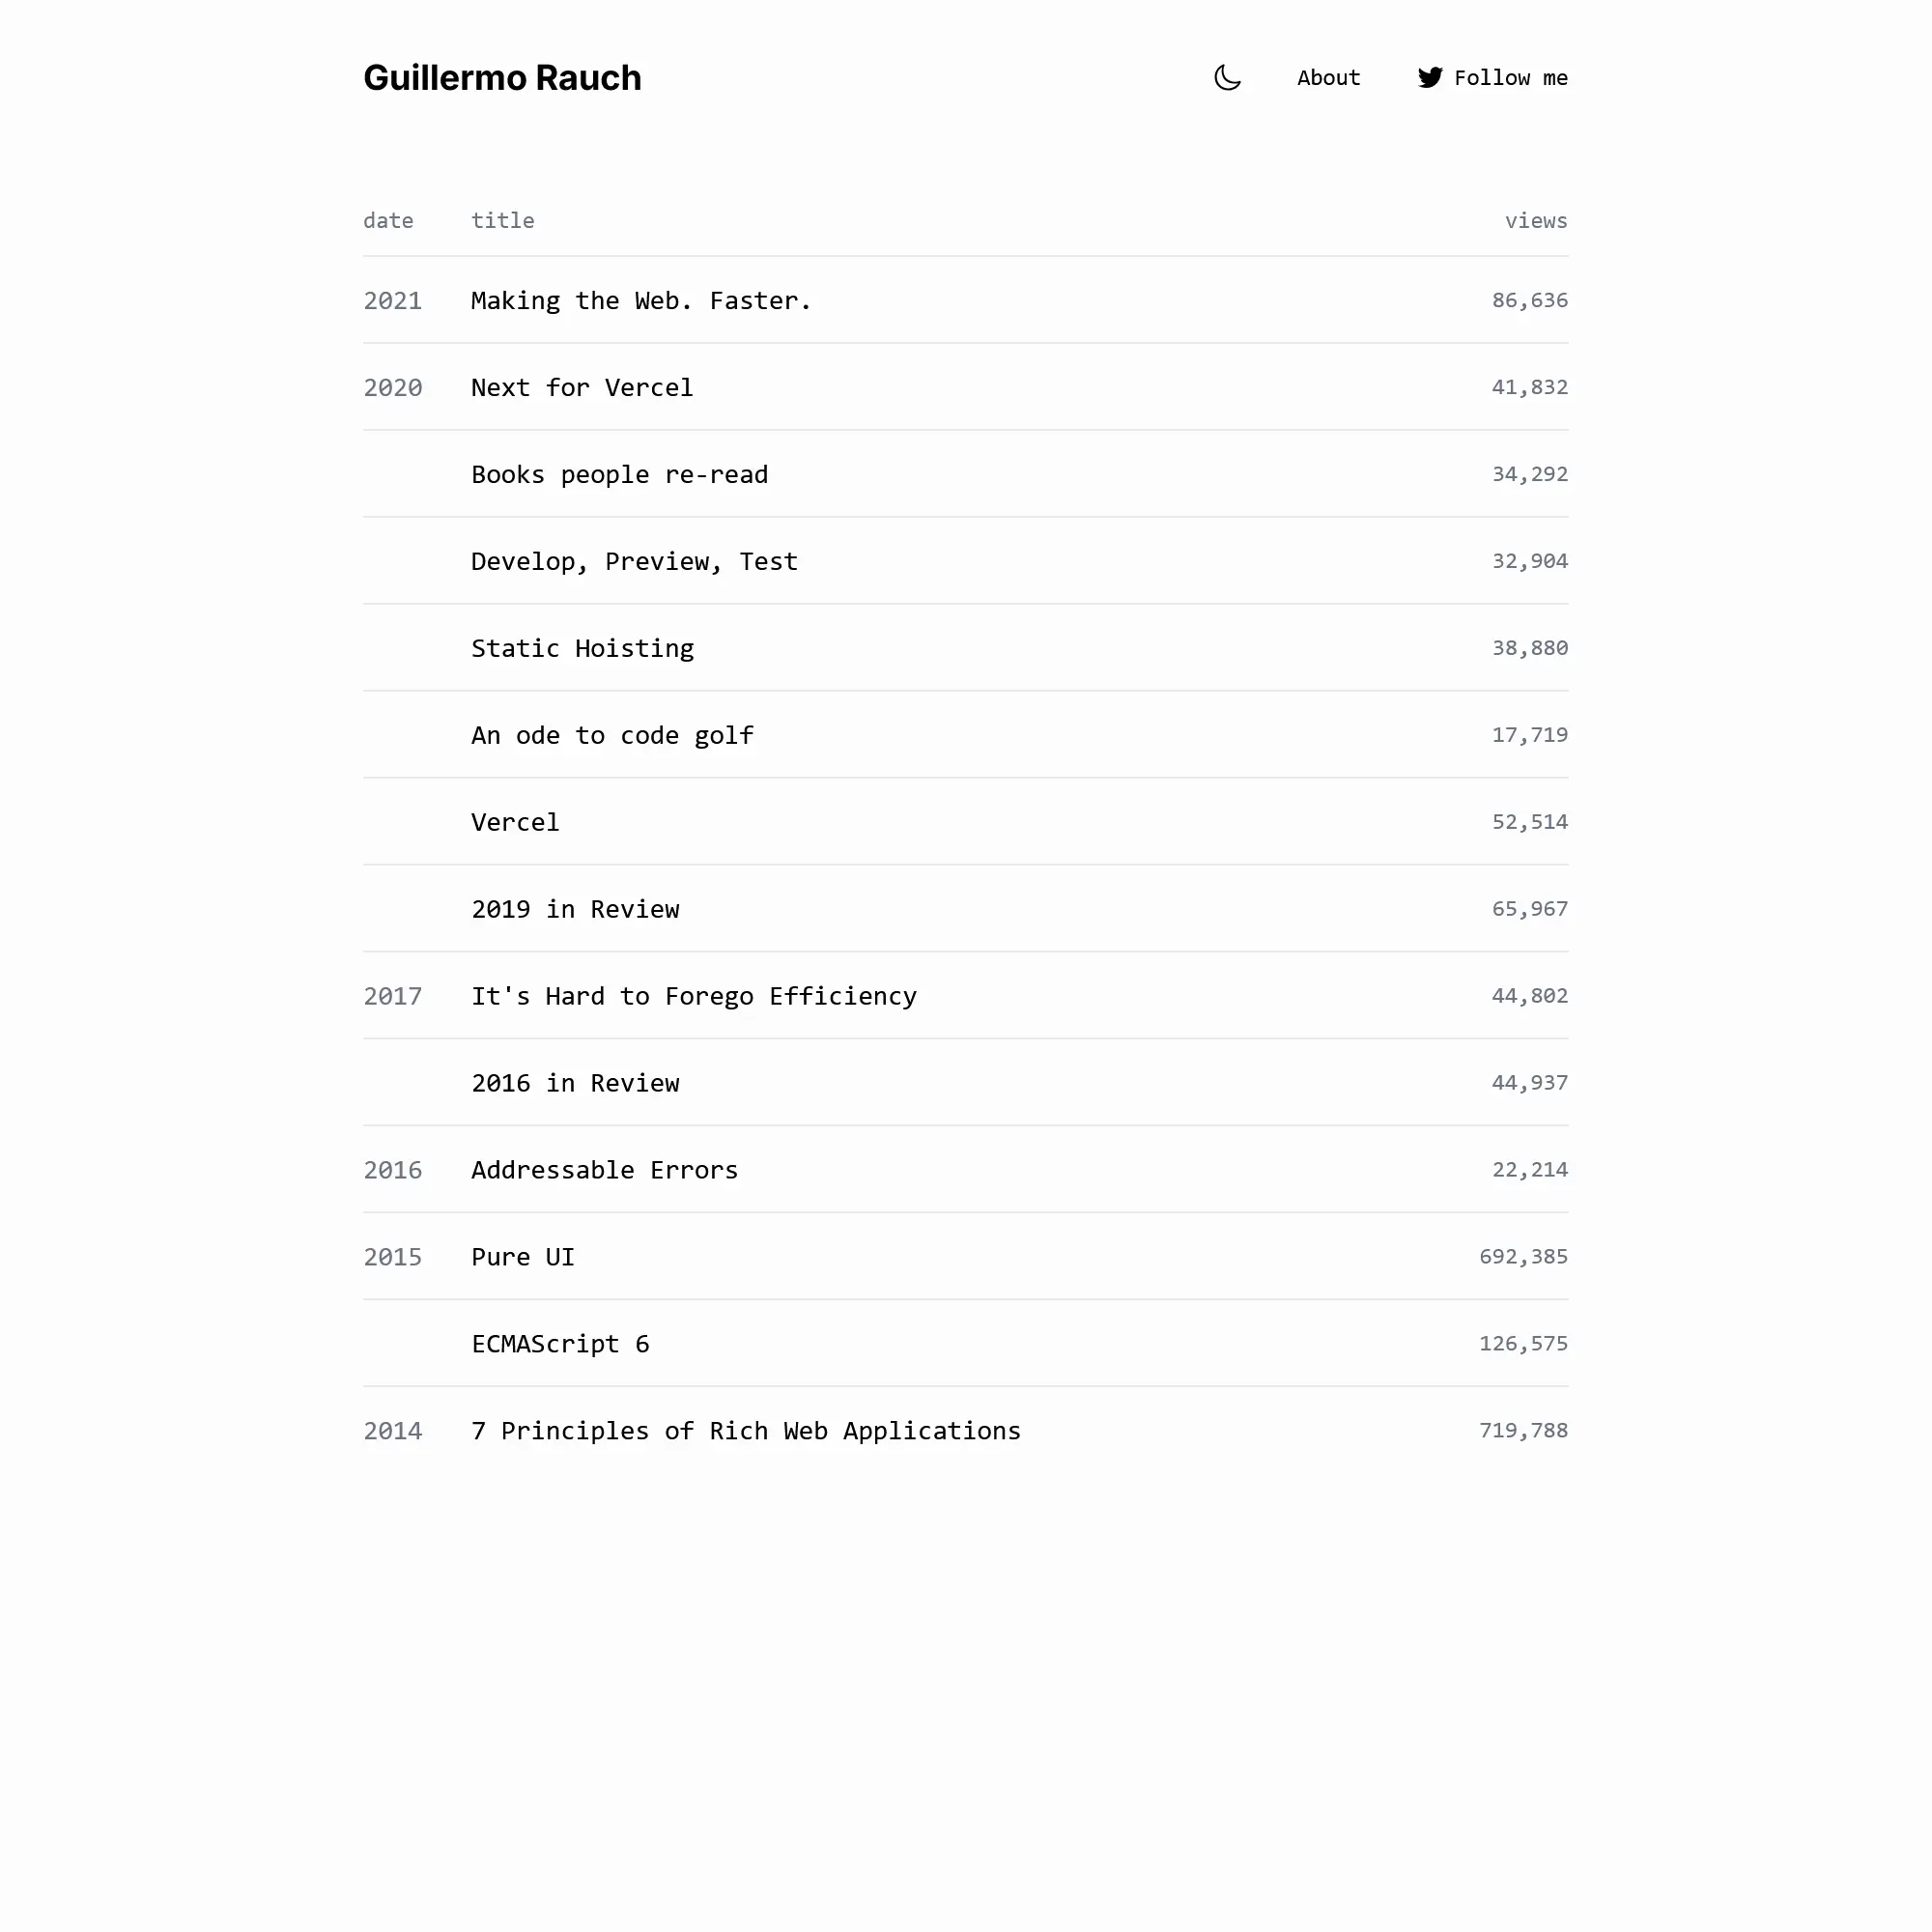 Guillermo Rauch About Follow me
date title views
2021 Making the Web. Faster. 86,636
2020 Next for Vercel 41,832
Books people re-read 34,292
Develop, Preview, Test 32,904
Static Hoisting 38,880
An ode to code golf 17,719
Vercel 52,514
2019 in Review 65,967
2017 It's Hard to Forego Efficiency 44,802
2016 in Review 44,937
2016 Addressable Errors 22,214
2015 Pure UI 692,385
ECMAScript 6 126,575
2014 7 Principles of Rich Web Applications 719,788